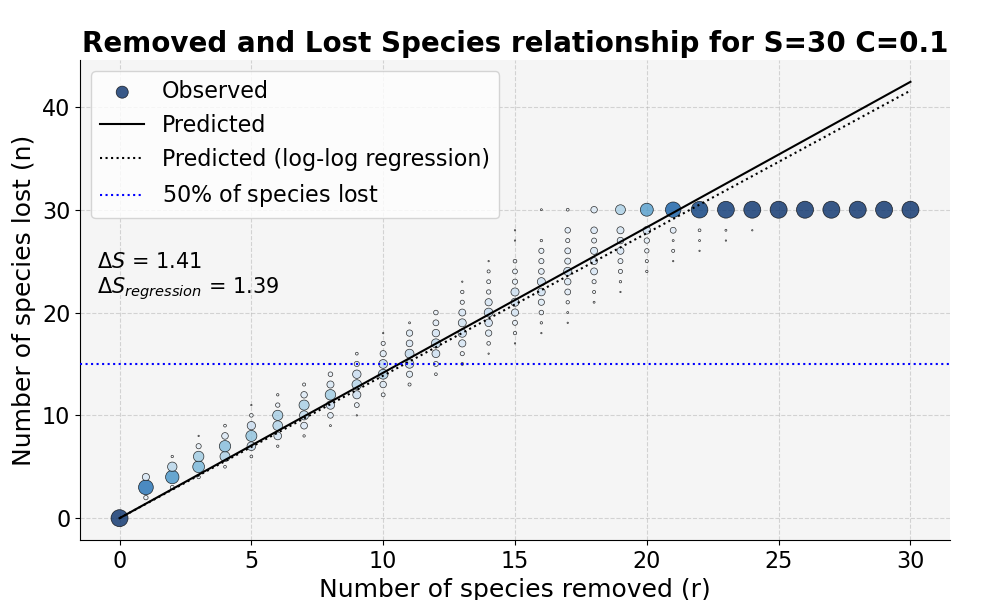 Removed and Lost Species relationship for S=30 C=0.1
Number of species lost (n)
40
30
20
10
0
Observed
Predicted
Predicted (log-log regression)
50% of species lost
ΔS = 1.41
ΔS_regression = 1.39
0 5 10 15 20 25 30
Number of species removed (r)